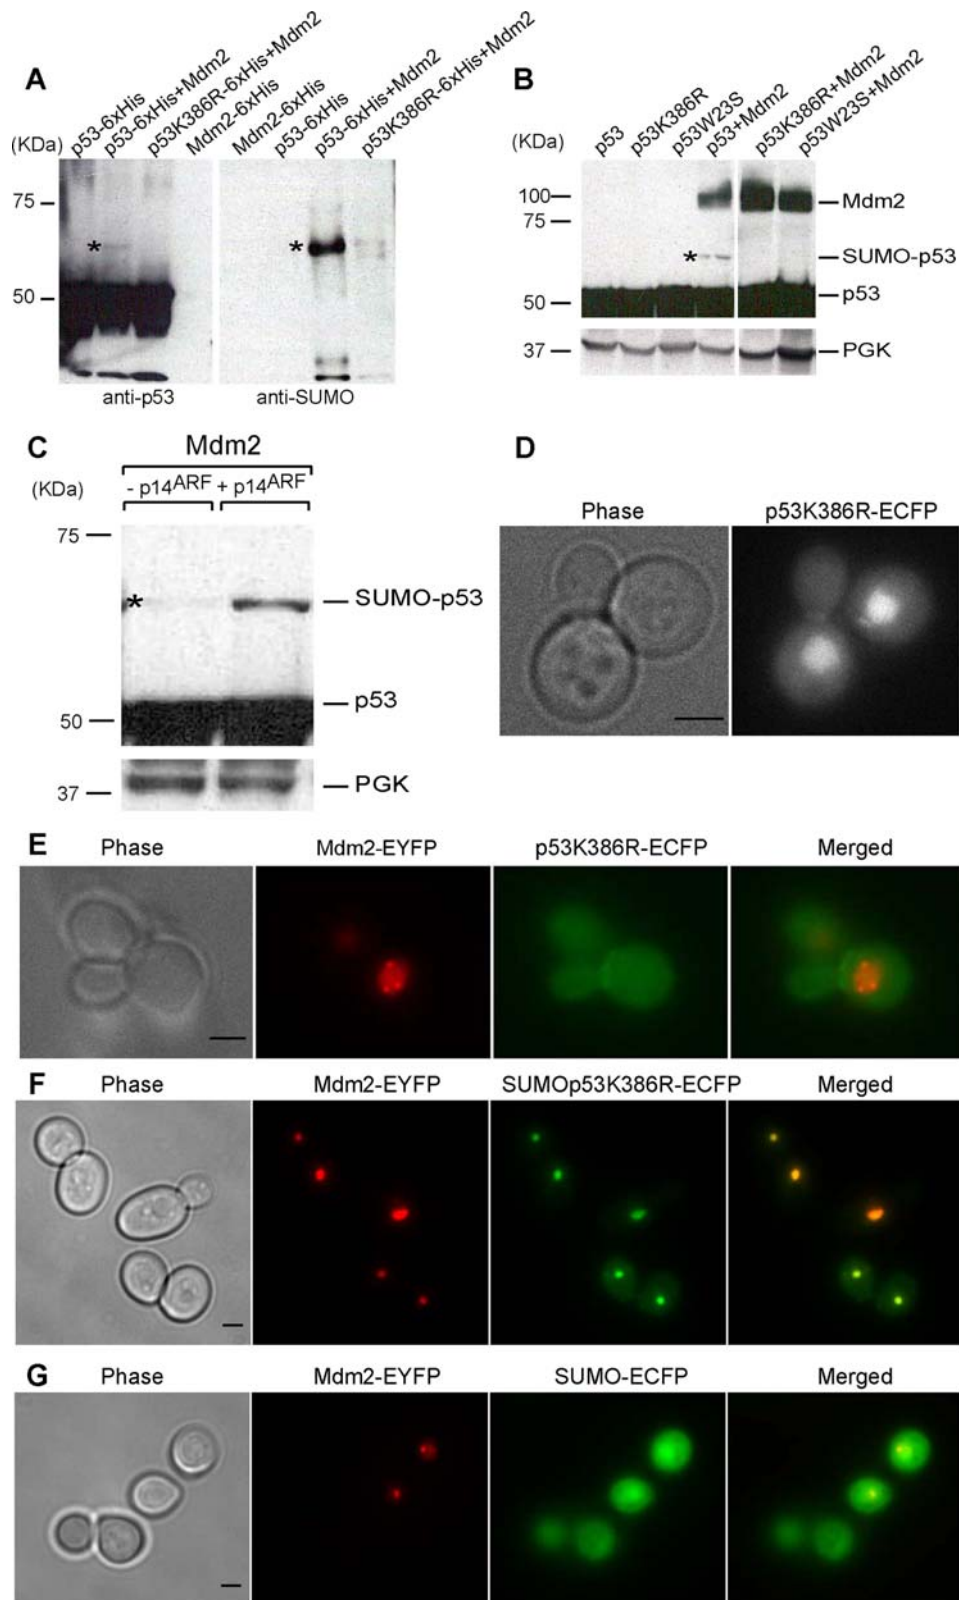 A
(KDa)
p53-6xHis
p53-6xHis+Mdm2
p53K386R-6xHis+Mdm2
Mdm2-6xHis
Mdm2-6xHis
p53-6xHis
p53-6xHis+Mdm2
p53K386R-6xHis+Mdm2
75
50
*
*
anti-p53
anti-SUMO
B
(KDa)
p53
p53K386R
p53W23S
p53+Mdm2
p53K386R+Mdm2
p53W23S+Mdm2
100
75
50
37
*
Mdm2
SUMO-p53
p53
PGK
C
Mdm2
(KDa)
- p14ARF + p14ARF
75
*
SUMO-p53
p53
50
PGK
37
D
Phase
p53K386R-ECFP
E
Phase
Mdm2-EYFP
p53K386R-ECFP
Merged
F
Phase
Mdm2-EYFP
SUMOp53K386R-ECFP
Merged
G
Phase
Mdm2-EYFP
SUMO-ECFP
Merged